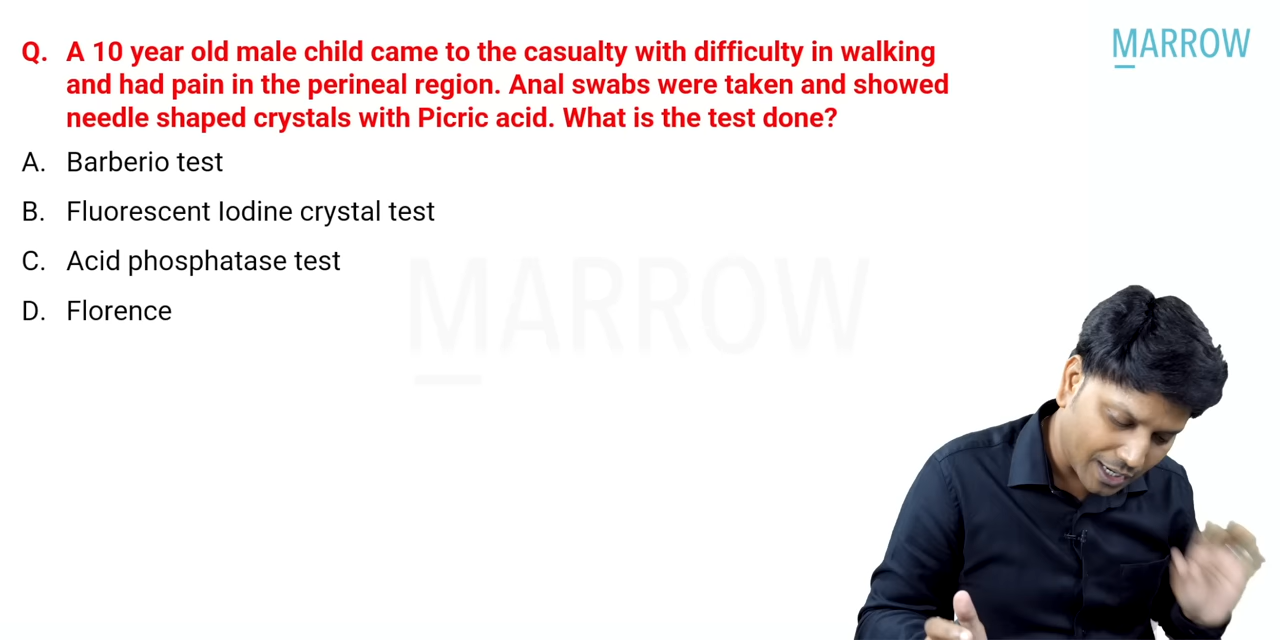 MARROW
Q. A 10 year old male child came to the casualty with difficulty in walking
and had pain in the perineal region. Anal swabs were taken and showed
needle shaped crystals with Picric acid. What is the test done?
A. Barberio test
B. Fluorescent Iodine crystal test
C. Acid phosphatase test
D. Florence
MARROW